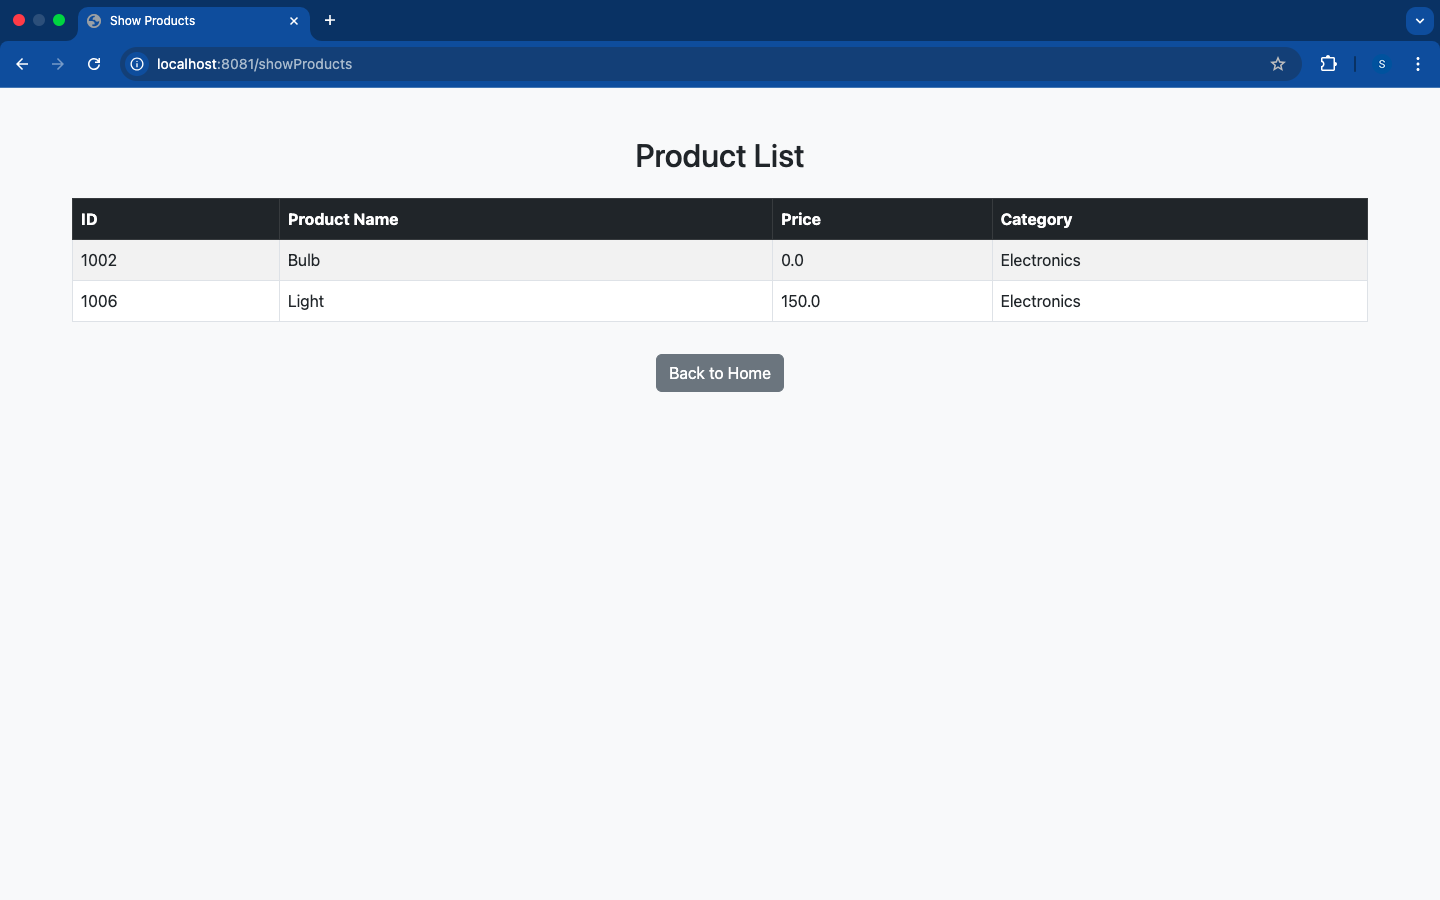 Show Products
localhost:8081/showProducts
S
Product List
ID Product Name Price Category
1002 Bulb 0.0 Electronics
1006 Light 150.0 Electronics
Back to Home